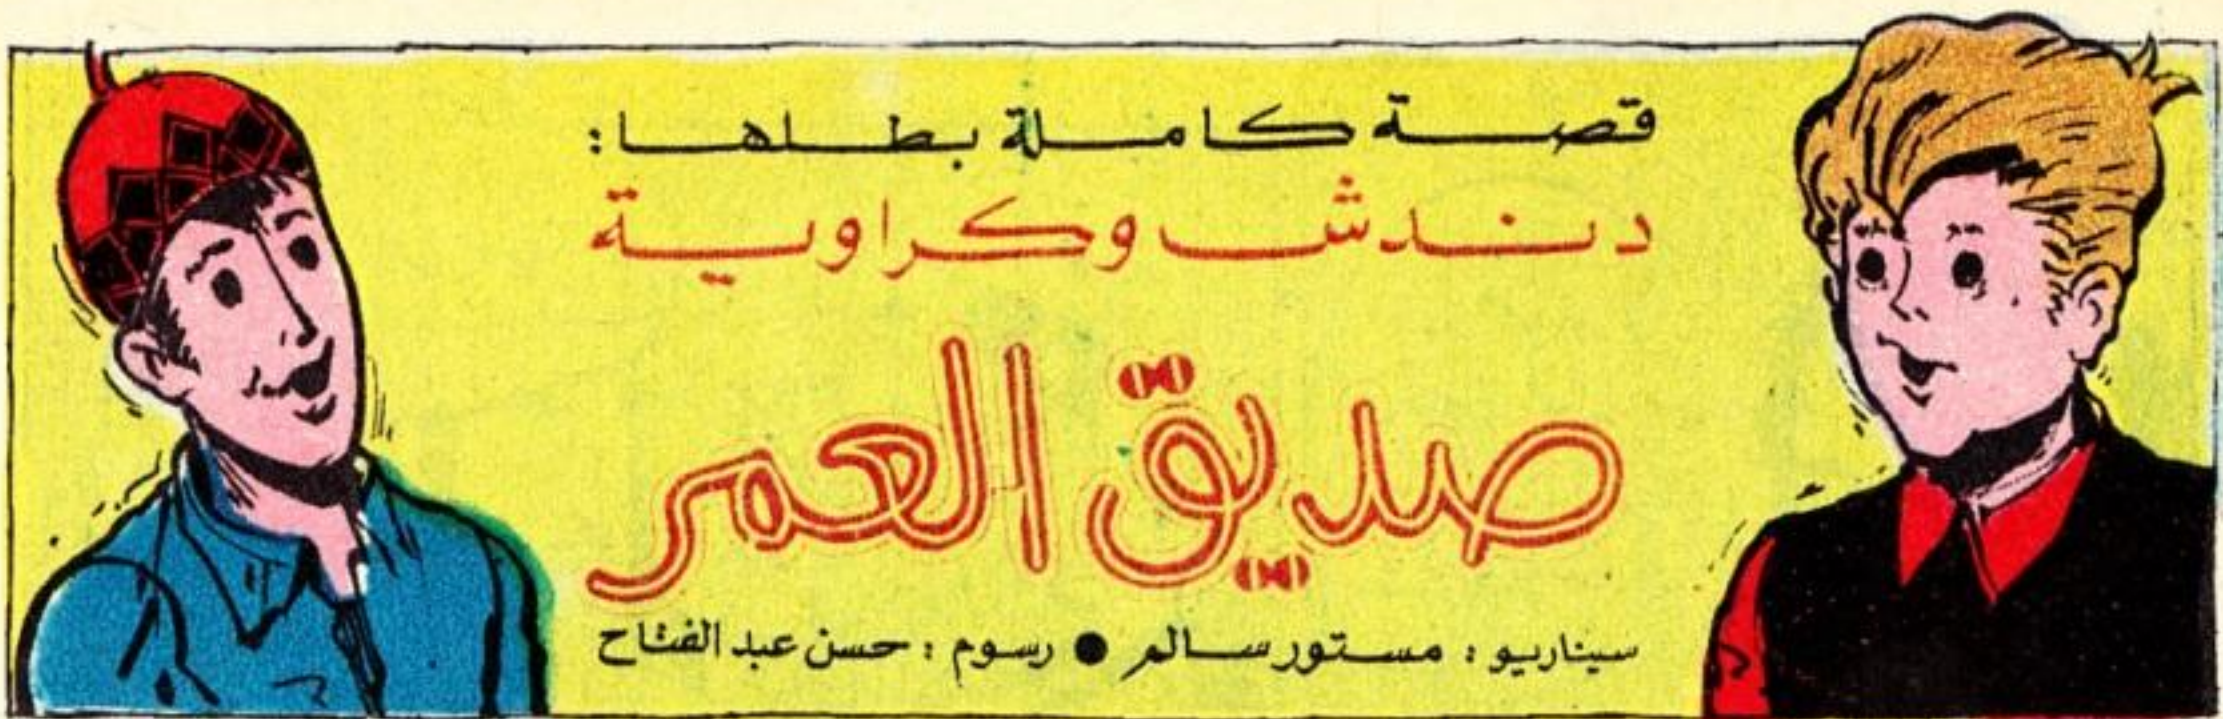 قصة كاملة بطلها:
دندش وكراوية
صديق العمر
سيناريو: مستور سالم ● رسوم: حسن عبد الفتاح